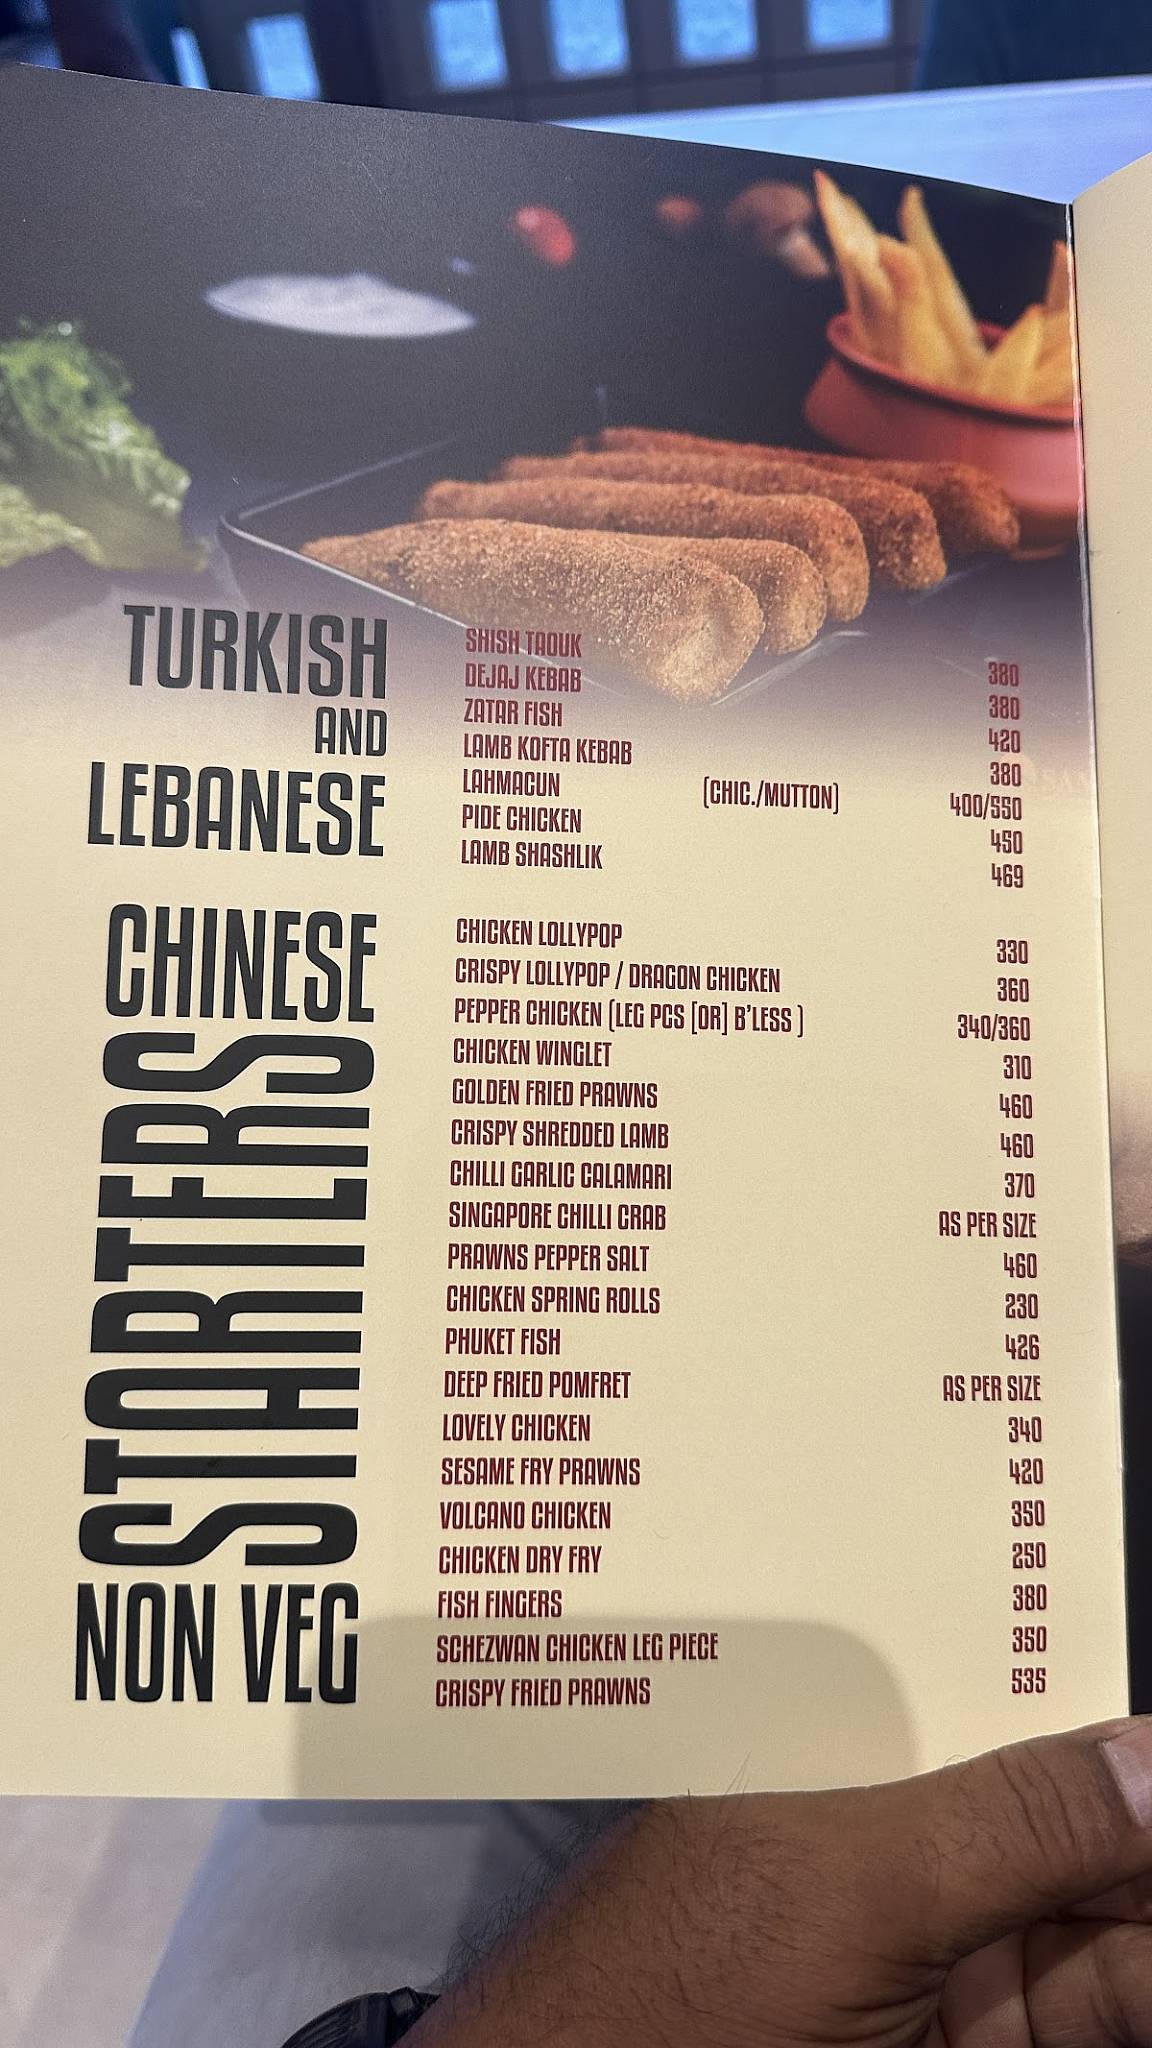 TURKISH
AND
LEBANESE
SHISH TAOUK 380
DEJAJ KEBAB 380
ZATAR FISH 420
LAMB KOFTA KEBAB 380
LAHMACUN (CHIC./MUTTON) 400/550
PIDE CHICKEN 450
LAMB SHASHLIK 469
CHINESE
STARTERS
NON VEG
CHICKEN LOLLYPOP 330
CRISPY LOLLYPOP / DRAGON CHICKEN 360
PEPPER CHICKEN (LEG PCS [OR] B'LESS ) 340/360
CHICKEN WINGLET 310
GOLDEN FRIED PRAWNS 460
CRISPY SHREDDED LAMB 460
CHILLI GARLIC CALAMARI 370
SINGAPORE CHILLI CRAB AS PER SIZE
PRAWNS PEPPER SALT 460
CHICKEN SPRING ROLLS 230
PHUKET FISH 426
DEEP FRIED POMFRET AS PER SIZE
LOVELY CHICKEN 340
SESAME FRY PRAWNS 420
VOLCANO CHICKEN 350
CHICKEN DRY FRY 250
FISH FINGERS 380
SCHEZWAN CHICKEN LEG PIECE 350
CRISPY FRIED PRAWNS 535